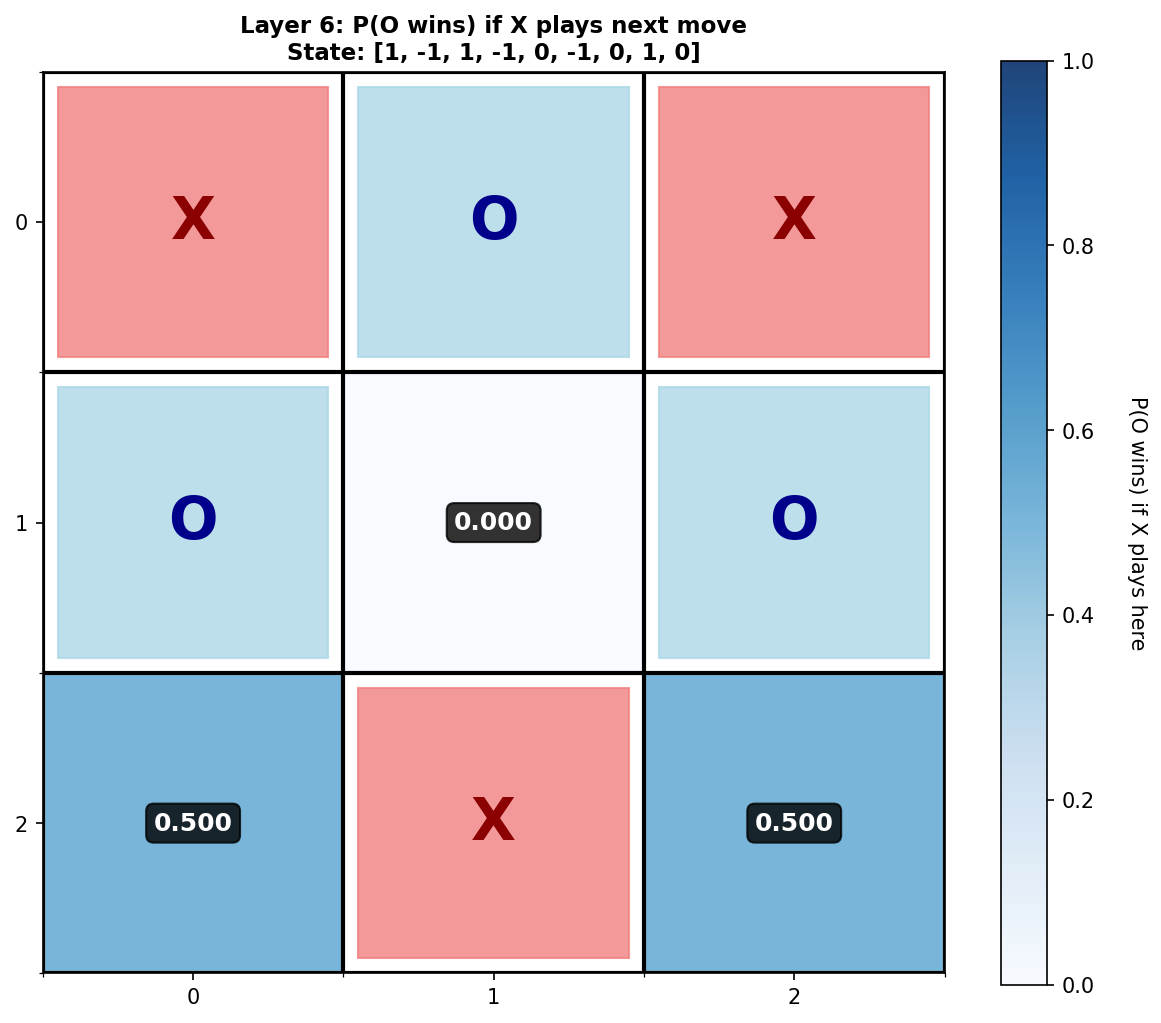 Layer 6: P(O wins) if X plays next move
State: [1, -1, 1, -1, 0, -1, 0, 1, 0]
0
X
O
X
1
O
0.000
O
2
0.500
X
0.500
0
1
2
1.0
0.8
0.6
0.4
0.2
0.0
P(O wins) if X plays here